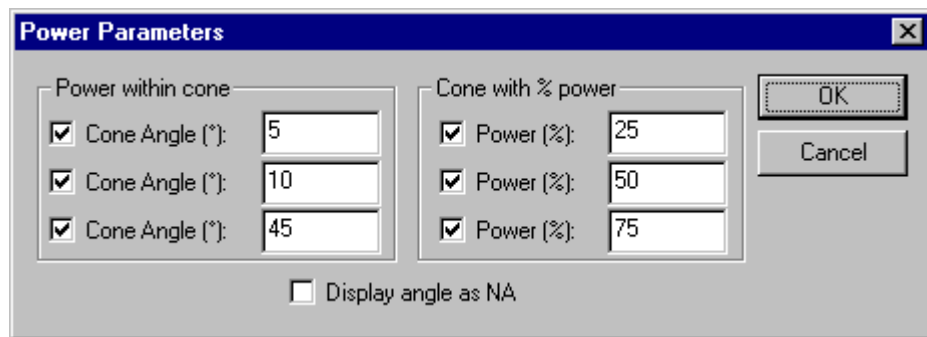 Power Parameters
Power within cone
Cone Angle (°): 5
Cone Angle (°): 10
Cone Angle (°): 45
Cone with % power
Power (%): 25
Power (%): 50
Power (%): 75
OK
Cancel
Display angle as NA